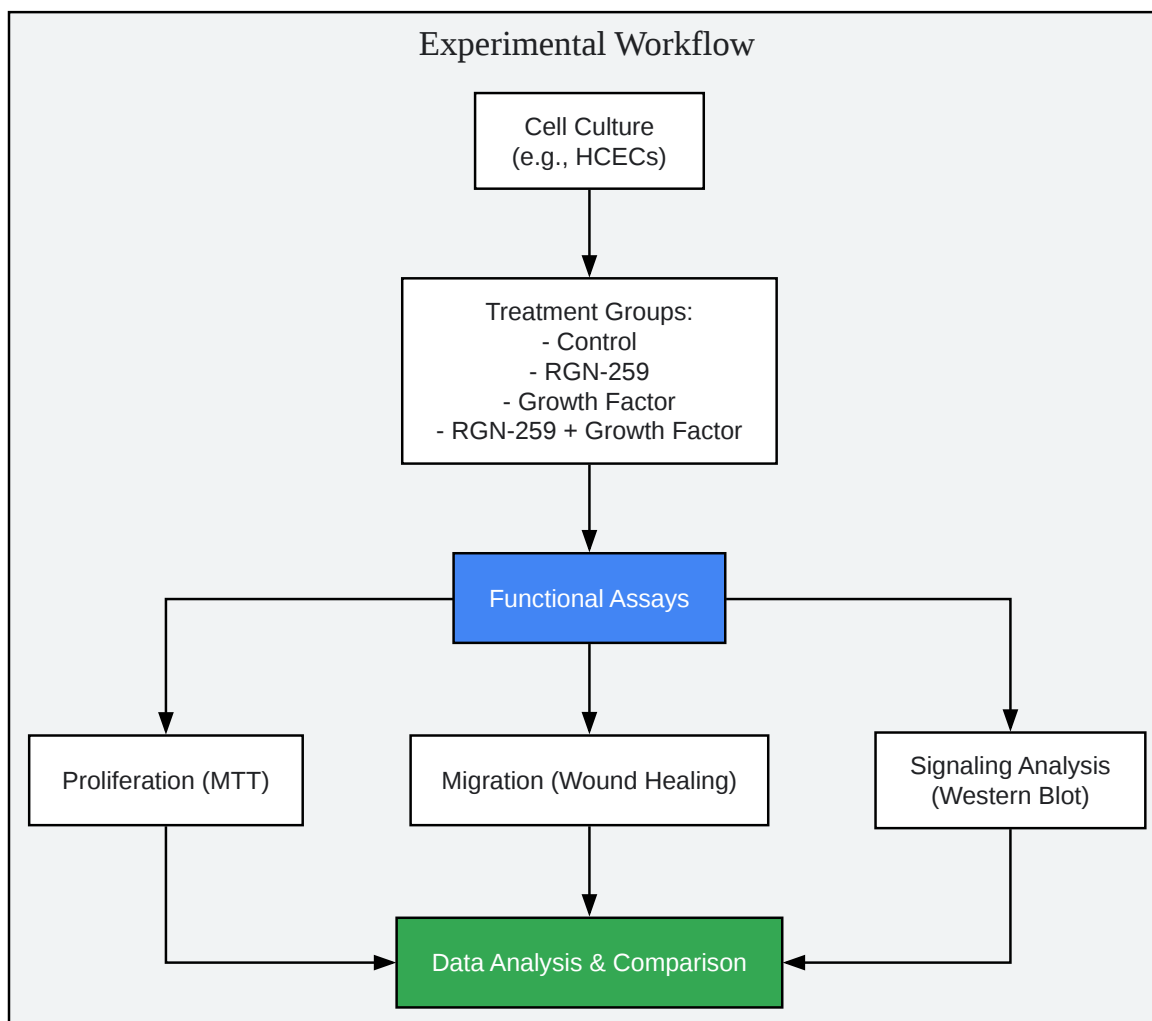 Experimental Workflow
Cell Culture
(e.g., HCECs)
Treatment Groups:
- Control
- RGN-259
- Growth Factor
- RGN-259 + Growth Factor
Functional Assays
Proliferation (MTT)
Migration (Wound Healing)
Signaling Analysis
(Western Blot)
Data Analysis & Comparison